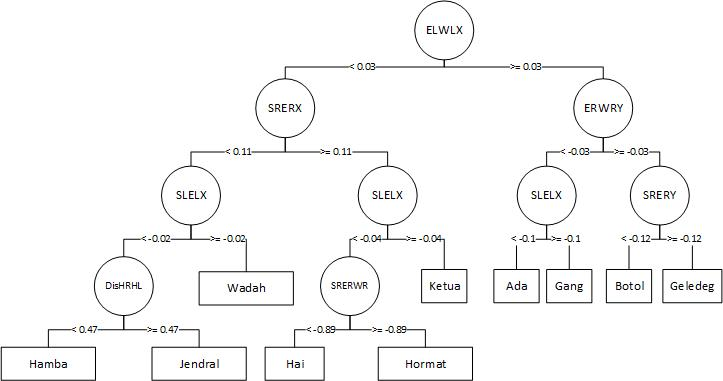 ELWLX
< 0.03 >= 0.03
SRERX ERWRY
< 0.11 >= 0.11 < -0.03 >= -0.03
SLELX SLELX SLELX SRERY
< -0.02 >= -0.02 < -0.04 >= -0.04 < -0.1 >= -0.1 < -0.12 >= -0.12
DisHRHL Wadah SRERWR Ketua Ada Gang Botol Geledeg
< 0.47 >= 0.47 < -0.89 >= -0.89
Hamba Jendral Hai Hormat